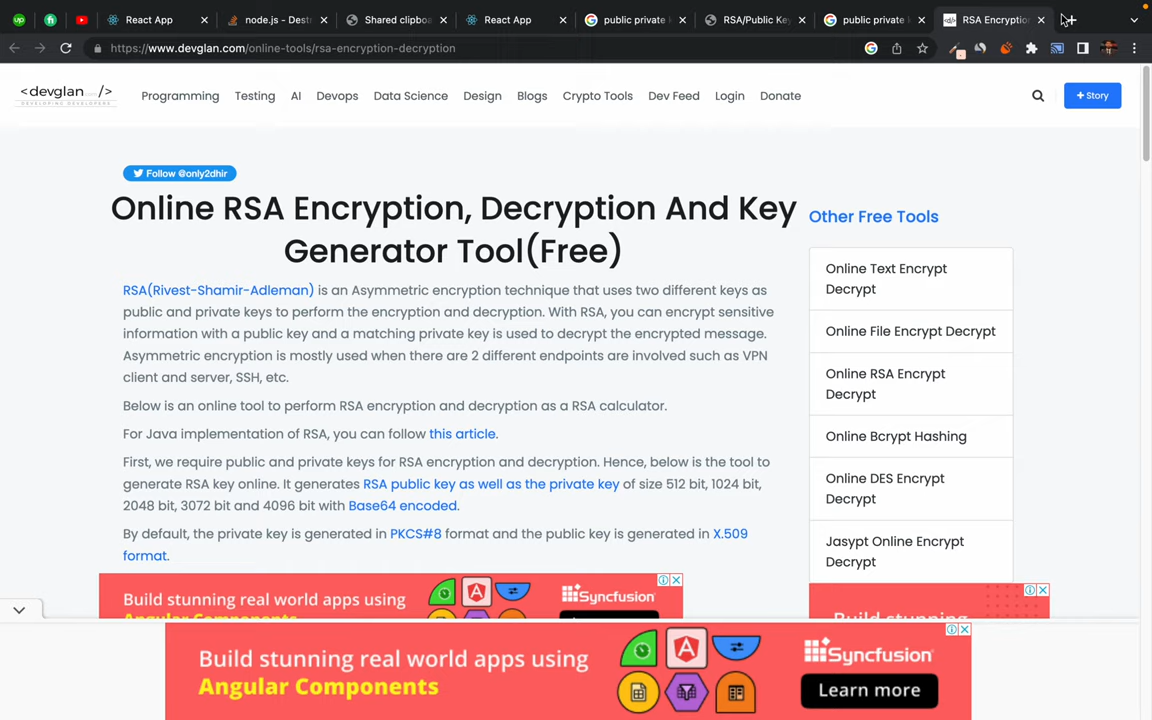 React App
node.js - Destr
Shared clipboa
React App
public private k
RSA/Public Key
public private k
RSA Encryption
https://www.devglan.com/online-tools/rsa-encryption-decryption
<devglan />
DEVELOPING DEVELOPERS
Programming
Testing
AI
Devops
Data Science
Design
Blogs
Crypto Tools
Dev Feed
Login
Donate
+ Story
Follow @only2dhir
Online RSA Encryption, Decryption And Key
Generator Tool(Free)
RSA(Rivest-Shamir-Adleman) is an Asymmetric encryption technique that uses two different keys as
public and private keys to perform the encryption and decryption. With RSA, you can encrypt sensitive
information with a public key and a matching private key is used to decrypt the encrypted message.
Asymmetric encryption is mostly used when there are 2 different endpoints are involved such as VPN
client and server, SSH, etc.
Below is an online tool to perform RSA encryption and decryption as a RSA calculator.
For Java implementation of RSA, you can follow this article.
First, we require public and private keys for RSA encryption and decryption. Hence, below is the tool to
generate RSA key online. It generates RSA public key as well as the private key of size 512 bit, 1024 bit,
2048 bit, 3072 bit and 4096 bit with Base64 encoded.
By default, the private key is generated in PKCS#8 format and the public key is generated in X.509
format.
Other Free Tools
Online Text Encrypt
Decrypt
Online File Encrypt Decrypt
Online RSA Encrypt
Decrypt
Online Bcrypt Hashing
Online DES Encrypt
Decrypt
Jasypt Online Encrypt
Decrypt
Build stunning real world apps using
Angular Components
Syncfusion
Build stunning
Build stunning real world apps using
Angular Components
Syncfusion
Learn more